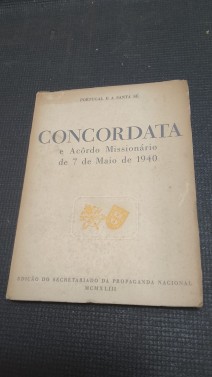 PORTUGAL E A SANTA SÉ
CONCORDATA
e Acôrdo Missionário
de 7 de Maio de 1940
EDIÇÃO DO SECRETARIADO DA PROPAGANDA NACIONAL
MCMXLIII